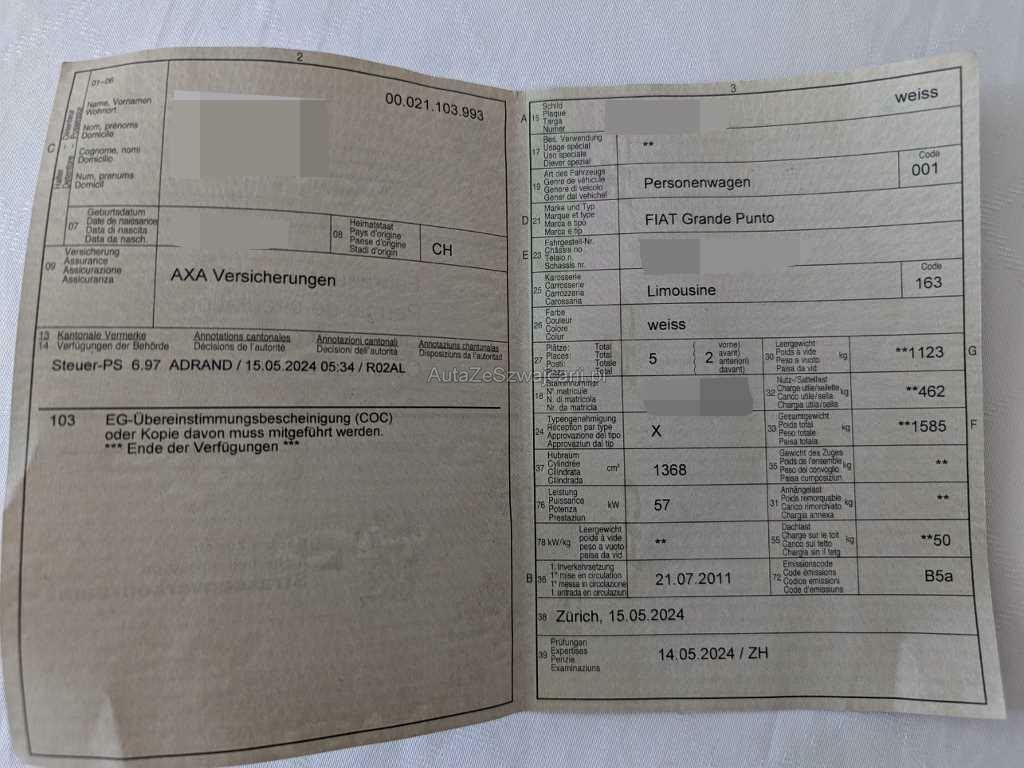 2
01-06
00.021.103.993
C
Name, Vornamen
Wohnort
Nom, prénoms
Domicile
Cognome, nomi
Domicilio
Num, prenums
Domicil
07
Geburtsdatum
Date de naissance
Data di nascita
Data da nasch.
08
Heimatstaat
Pays d'origine
Paese d'origine
Stadi d'origin
CH
09
Versicherung
Assurance
Assicurazione
Assicuranza
AXA Versicherungen
13 Kantonale Vermerke
14 Verfügungen der Behörde
Annotations cantonales
Décisions de l'autorité
Annotazioni cantonali
Decisioni dell'autorità
Annotaziuns chantunalas
Disposiziuns da l'autoritad
Steuer-PS 6.97 ADRAND / 15.05.2024 05:34 / R02AL
AutaZeSzwajcarii.pl
103 EG-Übereinstimmungsbescheinigung (COC)
oder Kopie davon muss mitgeführt werden.
*** Ende der Verfügungen ***
3
A 15
Schild
Plaque
Targa
Numer
weiss
17
Bes. Verwendung
Usage spécial
Uso speciale
Diever spezial
**
19
Art des Fahrzeugs
Genre de véhicule
Genere di veicolo
Gener dal vehichel
Personenwagen
Code
001
D 21
Marke und Typ
Marque et type
Marca e tipo
Marca e tip
FIAT Grande Punto
E 23
Fahrgestell-Nr.
Châssis no
Telaio n.
Schassis nr.
25
Karosserie
Carrosserie
Carrozzeria
Carossaria
Limousine
Code
163
26
Farbe
Couleur
Colore
Colur
weiss
27
Plätze: Total
Places: Total
Posti: Totale
Total
5
2
vorne)
avant)
anteriori)
davant)
30
Leergewicht
Poids à vide
Peso a vuoto
Paisa da vid
kg
**1123
G
18
Stammnummer
N° matricule
N. di matricola
Nr. da matricla
32
Nutz-/Sattellast
Charge utile/sellette
Carico utile/sella
Chargia utila/sella
kg
**462
24
Typengenehmigung
Réception par type
Approvazione del tipo
Approvaziun dal tip
X
33
Gesamtgewicht
Poids total
Peso totale
Paisa totala
kg
**1585
F
37
Hubraum
Cylindrée
Cilindrata
Cilindrada
cm³
1368
35
Gewicht des Zuges
Poids de l'ensemble
Peso del convoglio
Paisa cumposiziun
kg
**
76
Leistung
Puissance
Potenza
Prestaziun
kW
57
31
Anhängelast
Poids remorquable
Carico rimorchiato
Chargia annexa
kg
**
78 kW/kg
Leergewicht
poids à vide
peso a vuoto
paisa da vid
**
55
Dachlast
Charge sur le toit
Carico sul tetto
Chargia sin il tetg
kg
**50
B 36
1. Inverkehrsetzung
1re mise en circulation
1a messa in circolazione
1. entrada en circulaziun
21.07.2011
72
Emissionscode
Code émissions
Codice emissioni
Code d'emissiuns
B5a
38 Zürich, 15.05.2024
39
Prüfungen
Expertises
Perizie
Examinaziuns
14.05.2024 / ZH